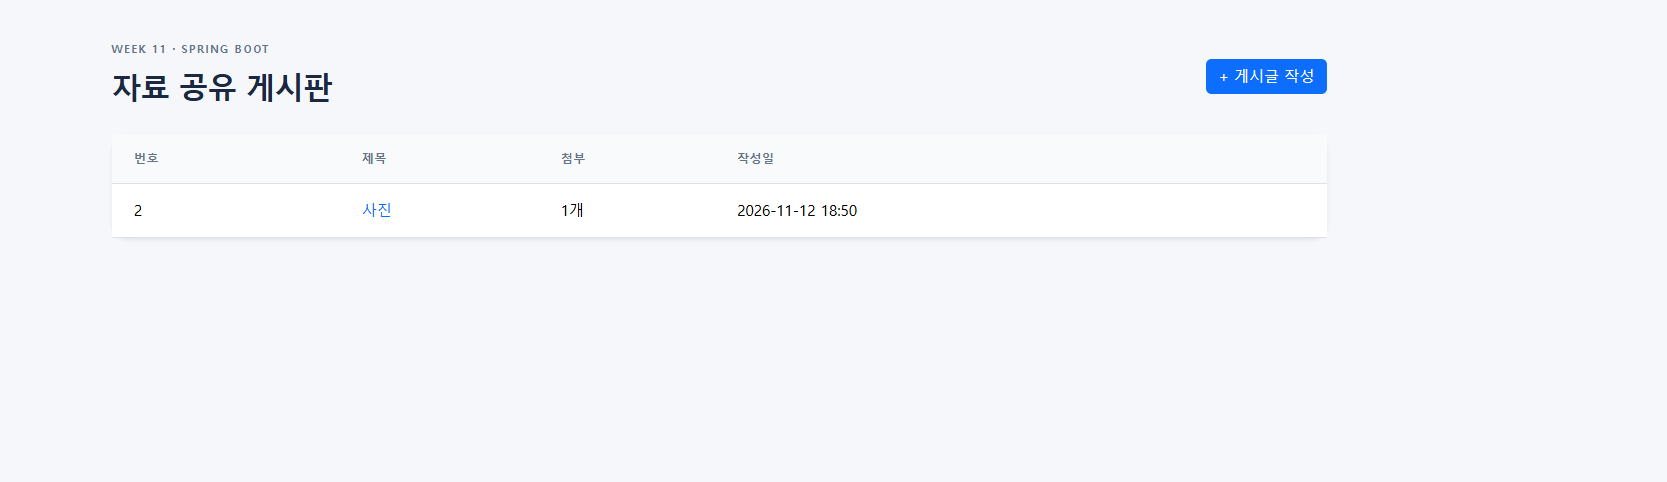 WEEK 11 · SPRING BOOT
자료 공유 게시판
+ 게시글 작성
번호 제목 첨부 작성일
2 사진 1개 2026-11-12 18:50